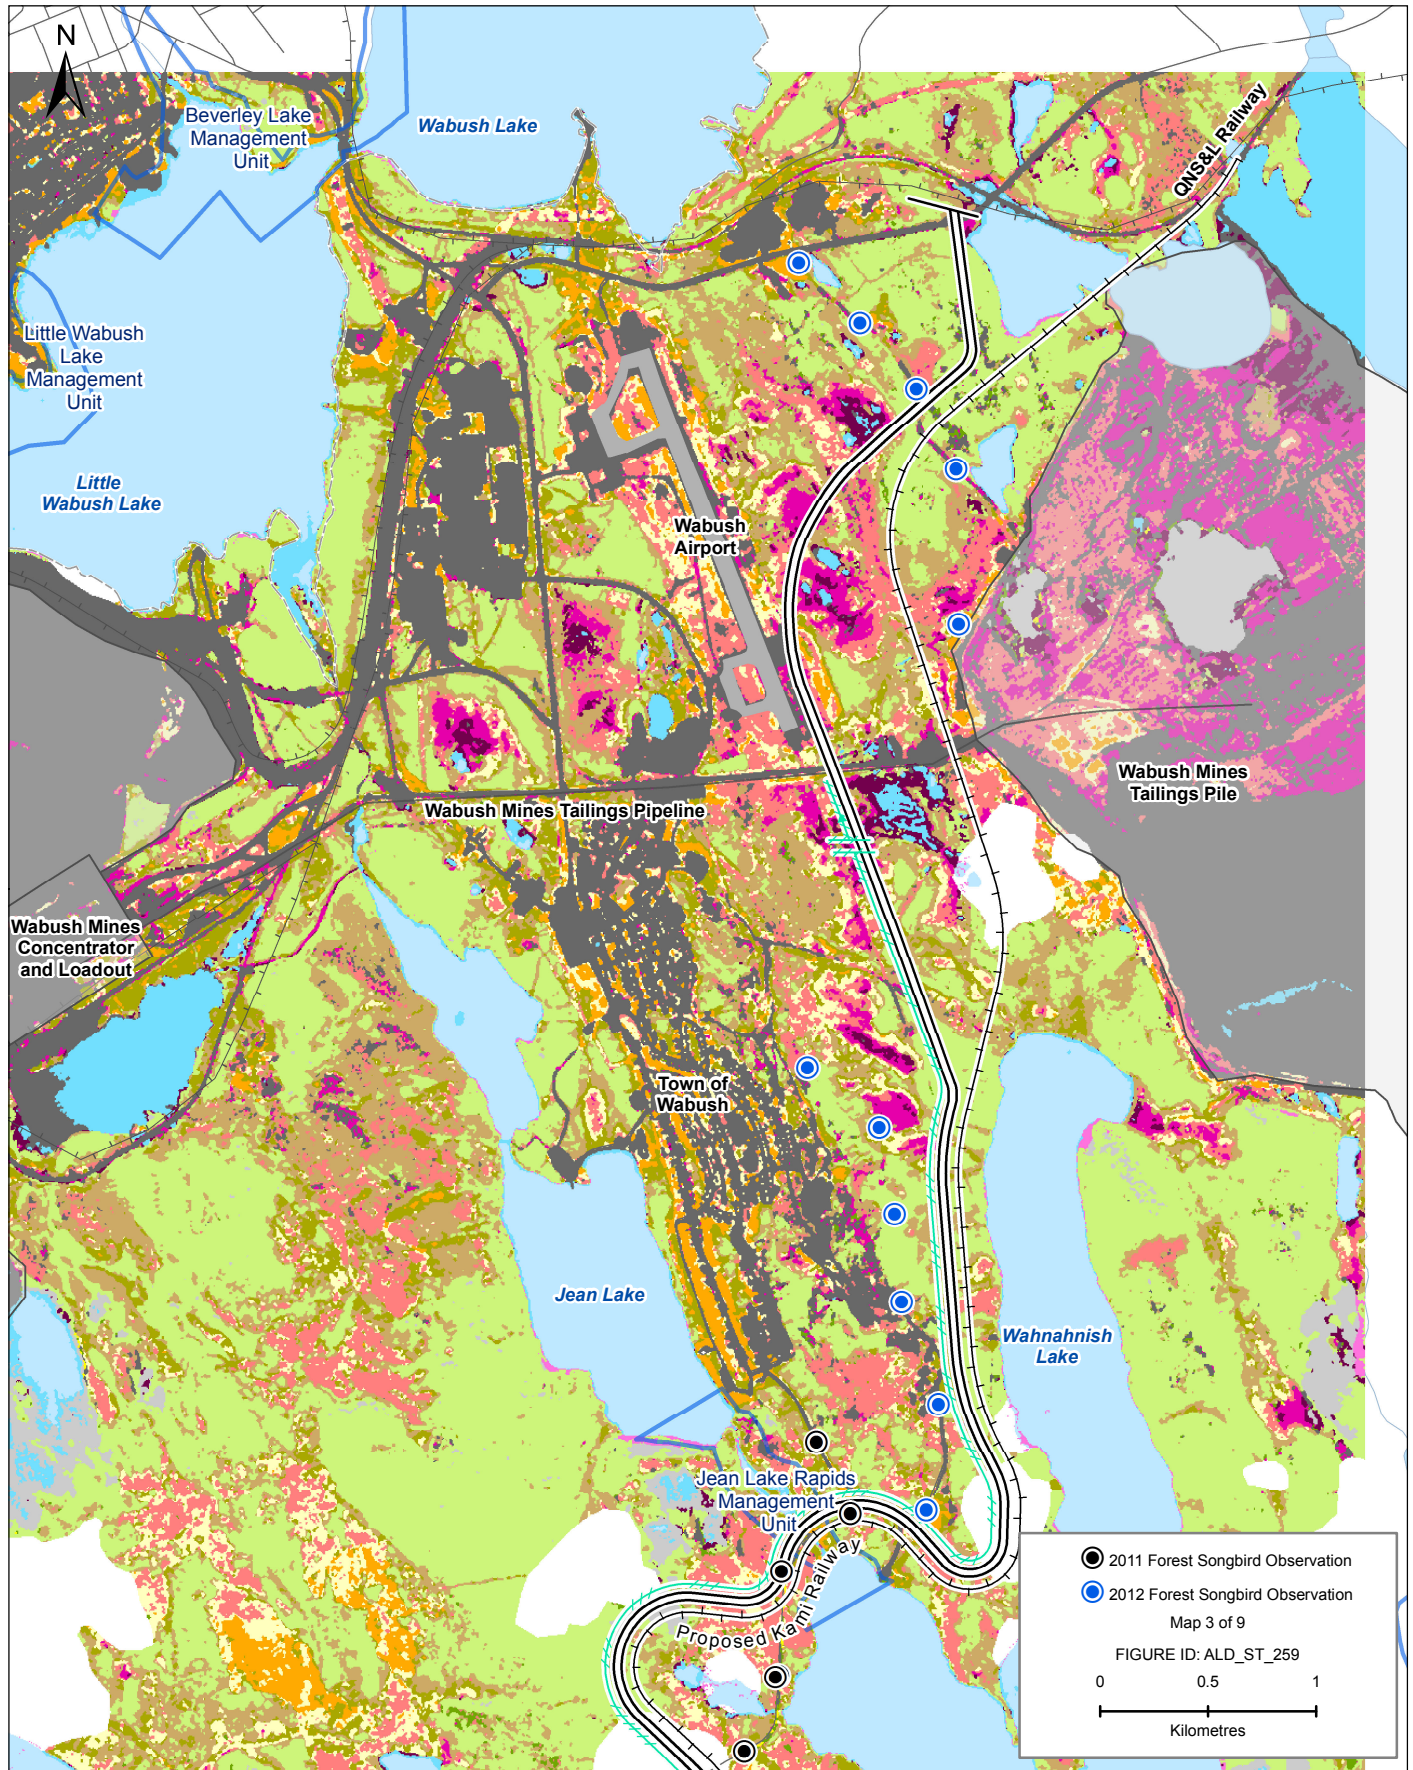 N
Beverley Lake
Management
Unit
Wabush Lake
QNS&L Railway
Little Wabush
Lake
Management
Unit
Little
Wabush Lake
Wabush
Airport
Wabush Mines
Tailings Pile
Wabush Mines Tailings Pipeline
Wabush Mines
Concentrator
and Loadout
Town of
Wabush
Jean Lake
Wahnahnish
Lake
Jean Lake Rapids
Management
Unit
Proposed Kami Railway
2011 Forest Songbird Observation
2012 Forest Songbird Observation
Map 3 of 9
FIGURE ID: ALD_ST_259
0 0.5 1
Kilometres